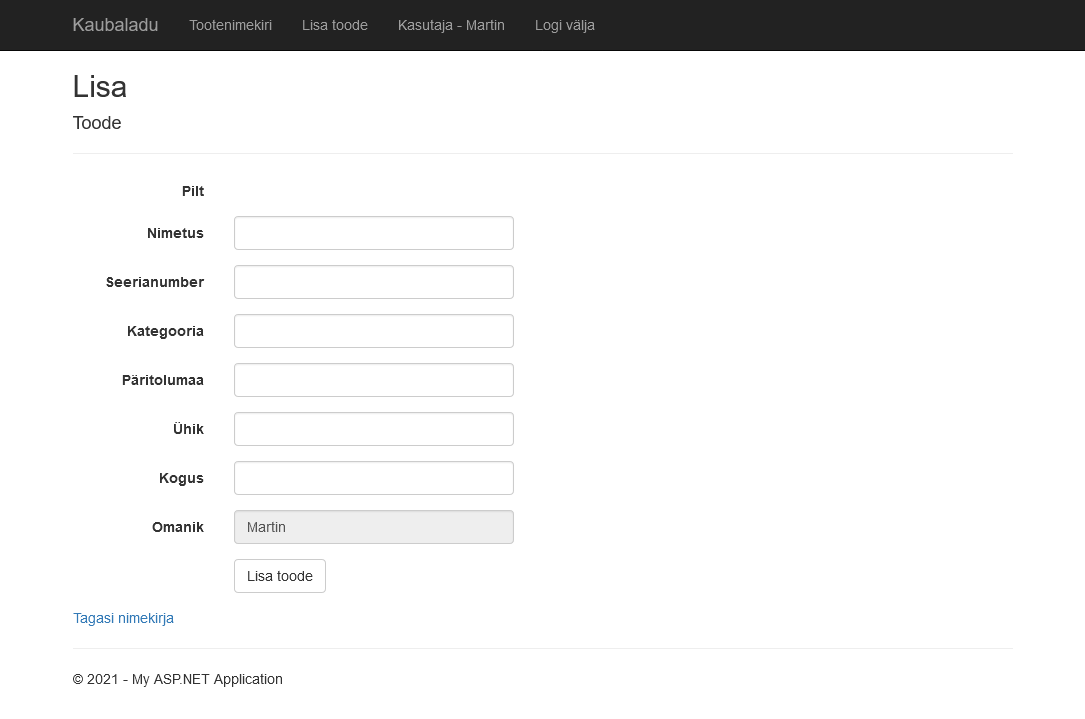 Kaubaladu Tootenimekiri Lisa toode Kasutaja - Martin Logi välja
Lisa
Toode
Pilt
Nimetus
Seerianumber
Kategooria
Päritolumaa
Ühik
Kogus
Omanik Martin
Lisa toode
Tagasi nimekirja
© 2021 - My ASP.NET Application